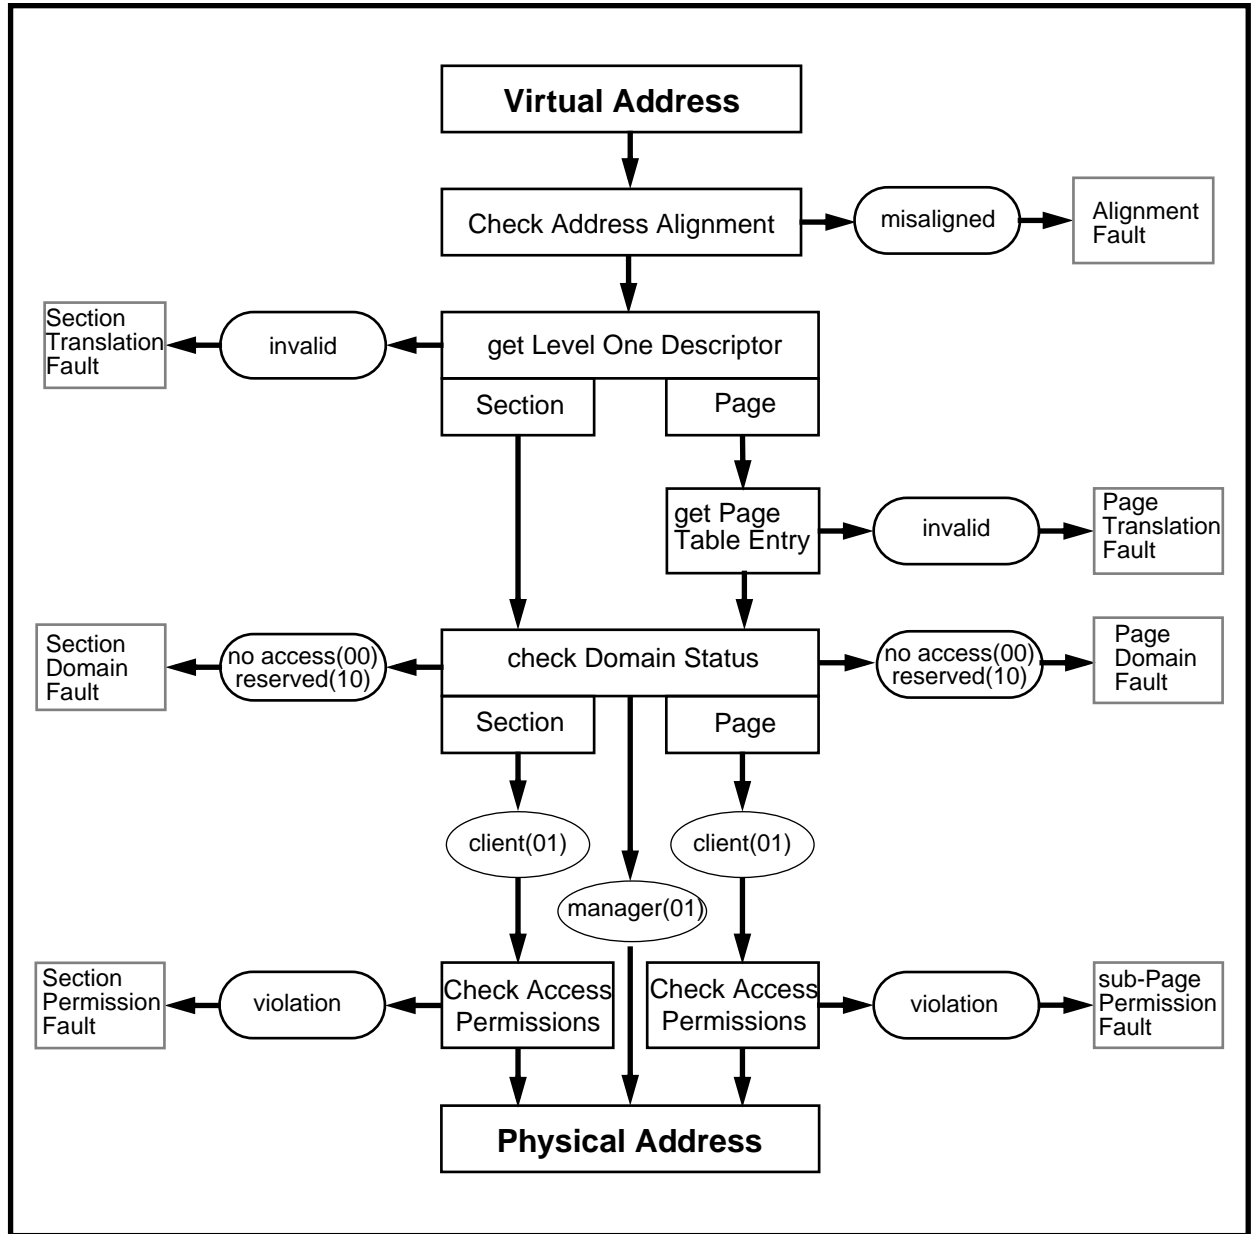 Virtual Address
Check Address Alignment
misaligned
Alignment
Fault
Section
Translation
Fault
invalid
get Level One Descriptor
Section
Page
get Page
Table Entry
invalid
Page
Translation
Fault
Section
Domain
Fault
no access(00)
reserved(10)
check Domain Status
no access(00)
reserved(10)
Page
Domain
Fault
Section
Page
client(01)
client(01)
manager(01)
Section
Permission
Fault
violation
Check Access
Permissions
Check Access
Permissions
violation
sub-Page
Permission
Fault
Physical Address